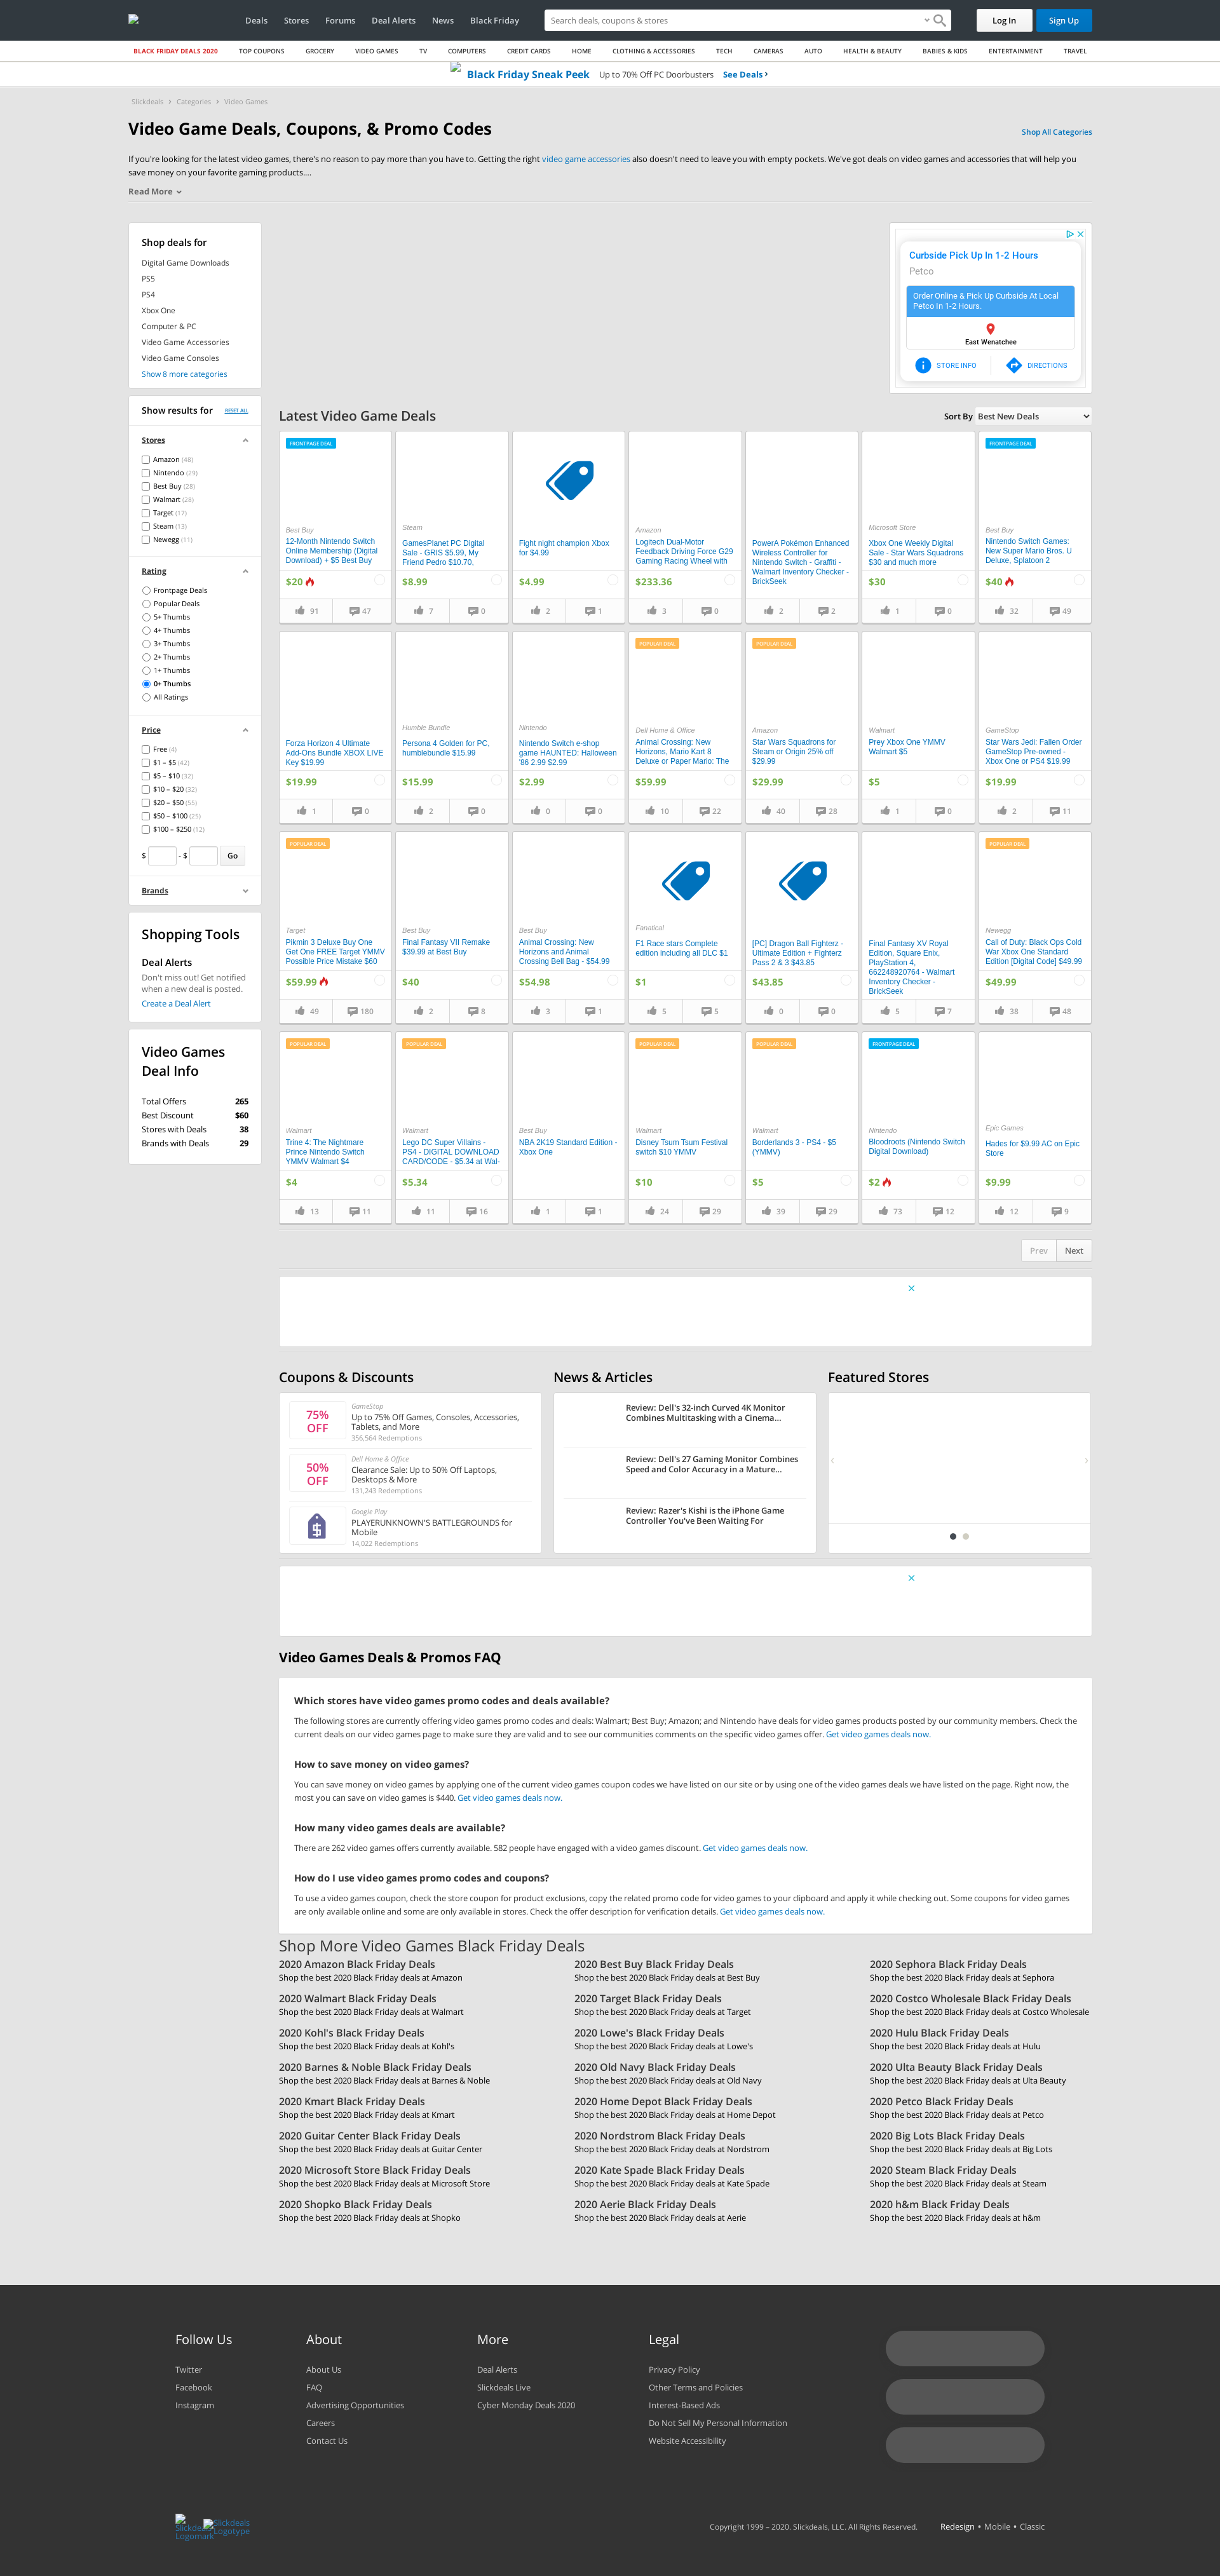 Deals Stores Forums Deal Alerts News Black Friday
Search deals, coupons & stores
Log In Sign Up
BLACK FRIDAY DEALS 2020 TOP COUPONS GROCERY VIDEO GAMES TV COMPUTERS CREDIT CARDS HOME CLOTHING & ACCESSORIES TECH CAMERAS AUTO HEALTH & BEAUTY BABIES & KIDS ENTERTAINMENT TRAVEL
Black Friday Sneak Peek Up to 70% Off PC Doorbusters See Deals ›
Slickdeals › Categories › Video Games
Video Game Deals, Coupons, & Promo Codes
Shop All Categories
If you're looking for the latest video games, there's no reason to pay more than you have to. Getting the right video game accessories also doesn't need to leave you with empty pockets. We've got deals on video games and accessories that will help you
save money on your favorite gaming products....
Read More
Shop deals for
Digital Game Downloads
PS5
PS4
Xbox One
Computer & PC
Video Game Accessories
Video Game Consoles
Show 8 more categories
Show results for RESET ALL
Stores
Amazon (48)
Nintendo (29)
Best Buy (28)
Walmart (28)
Target (17)
Steam (13)
Newegg (11)
Rating
Frontpage Deals
Popular Deals
5+ Thumbs
4+ Thumbs
3+ Thumbs
2+ Thumbs
1+ Thumbs
0+ Thumbs
All Ratings
Price
Free (4)
$1 – $5 (42)
$5 – $10 (32)
$10 – $20 (32)
$20 – $50 (55)
$50 – $100 (25)
$100 – $250 (12)
$ - $ Go
Brands
Shopping Tools
Deal Alerts
Don't miss out! Get notified
when a new deal is posted.
Create a Deal Alert
Video Games
Deal Info
Total Offers 265
Best Discount $60
Stores with Deals 38
Brands with Deals 29
Curbside Pick Up In 1-2 Hours
Petco
Order Online & Pick Up Curbside At Local
Petco In 1-2 Hours.
East Wenatchee
STORE INFO DIRECTIONS
Latest Video Game Deals
Sort By Best New Deals
FRONTPAGE DEAL
Best Buy
12-Month Nintendo Switch
Online Membership (Digital
Download) + $5 Best Buy
$20
91 47
Steam
GamesPlanet PC Digital
Sale - GRIS $5.99, My
Friend Pedro $10.70,
$8.99
7 0
Fight night champion Xbox
for $4.99
$4.99
2 1
Amazon
Logitech Dual-Motor
Feedback Driving Force G29
Gaming Racing Wheel with
$233.36
3 0
PowerA Pokémon Enhanced
Wireless Controller for
Nintendo Switch - Graffiti -
Walmart Inventory Checker -
BrickSeek
2 2
Microsoft Store
Xbox One Weekly Digital
Sale - Star Wars Squadrons
$30 and much more
$30
1 0
FRONTPAGE DEAL
Best Buy
Nintendo Switch Games:
New Super Mario Bros. U
Deluxe, Splatoon 2
$40
32 49
Forza Horizon 4 Ultimate
Add-Ons Bundle XBOX LIVE
Key $19.99
$19.99
1 0
Humble Bundle
Persona 4 Golden for PC,
humblebundle $15.99
$15.99
2 0
Nintendo
Nintendo Switch e-shop
game HAUNTED: Halloween
'86 2.99 $2.99
$2.99
0 0
POPULAR DEAL
Dell Home & Office
Animal Crossing: New
Horizons, Mario Kart 8
Deluxe or Paper Mario: The
$59.99
10 22
POPULAR DEAL
Amazon
Star Wars Squadrons for
Steam or Origin 25% off
$29.99
$29.99
40 28
Walmart
Prey Xbox One YMMV
Walmart $5
$5
1 0
GameStop
Star Wars Jedi: Fallen Order
GameStop Pre-owned -
Xbox One or PS4 $19.99
$19.99
2 11
POPULAR DEAL
Target
Pikmin 3 Deluxe Buy One
Get One FREE Target YMMV
Possible Price Mistake $60
$59.99
49 180
Best Buy
Final Fantasy VII Remake
$39.99 at Best Buy
$40
2 8
Best Buy
Animal Crossing: New
Horizons and Animal
Crossing Bell Bag - $54.99
$54.98
3 1
Fanatical
F1 Race stars Complete
edition including all DLC $1
$1
5 5
[PC] Dragon Ball Fighterz -
Ultimate Edition + Fighterz
Pass 2 & 3 $43.85
$43.85
0 0
Final Fantasy XV Royal
Edition, Square Enix,
PlayStation 4,
662248920764 - Walmart
Inventory Checker -
BrickSeek
5 7
POPULAR DEAL
Newegg
Call of Duty: Black Ops Cold
War Xbox One Standard
Edition [Digital Code] $49.99
$49.99
38 48
POPULAR DEAL
Walmart
Trine 4: The Nightmare
Prince Nintendo Switch
YMMV Walmart $4
$4
13 11
POPULAR DEAL
Walmart
Lego DC Super Villains -
PS4 - DIGITAL DOWNLOAD
CARD/CODE - $5.34 at Wal-
$5.34
11 16
Best Buy
NBA 2K19 Standard Edition -
Xbox One
1 1
POPULAR DEAL
Walmart
Disney Tsum Tsum Festival
switch $10 YMMV
$10
24 29
POPULAR DEAL
Walmart
Borderlands 3 - PS4 - $5
(YMMV)
$5
39 29
FRONTPAGE DEAL
Nintendo
Bloodroots (Nintendo Switch
Digital Download)
$2
73 12
Epic Games
Hades for $9.99 AC on Epic
Store
$9.99
12 9
Prev Next
Coupons & Discounts
75%
OFF
GameStop
Up to 75% Off Games, Consoles, Accessories,
Tablets, and More
356,564 Redemptions
50%
OFF
Dell Home & Office
Clearance Sale: Up to 50% Off Laptops,
Desktops & More
131,243 Redemptions
Google Play
PLAYERUNKNOWN'S BATTLEGROUNDS for
Mobile
14,022 Redemptions
News & Articles
Review: Dell's 32-inch Curved 4K Monitor
Combines Multitasking with a Cinema...
Review: Dell's 27 Gaming Monitor Combines
Speed and Color Accuracy in a Mature...
Review: Razer's Kishi is the iPhone Game
Controller You've Been Waiting For
Featured Stores
Video Games Deals & Promos FAQ
Which stores have video games promo codes and deals available?
The following stores are currently offering video games promo codes and deals: Walmart; Best Buy; Amazon; and Nintendo have deals for video games products posted by our community members. Check the
current deals on our video games page to make sure they are valid and to see our communities comments on the specific video games offer. Get video games deals now.
How to save money on video games?
You can save money on video games by applying one of the current video games coupon codes we have listed on our site or by using one of the video games deals we have listed on the page. Right now, the
most you can save on video games is $440. Get video games deals now.
How many video games deals are available?
There are 262 video games offers currently available. 582 people have engaged with a video games discount. Get video games deals now.
How do I use video games promo codes and coupons?
To use a video games coupon, check the store coupon for product exclusions, copy the related promo code for video games to your clipboard and apply it while checking out. Some coupons for video games
are only available online and some are only available in stores. Check the offer description for verification details. Get video games deals now.
Shop More Video Games Black Friday Deals
2020 Amazon Black Friday Deals 2020 Best Buy Black Friday Deals 2020 Sephora Black Friday Deals
Shop the best 2020 Black Friday deals at Amazon Shop the best 2020 Black Friday deals at Best Buy Shop the best 2020 Black Friday deals at Sephora
2020 Walmart Black Friday Deals 2020 Target Black Friday Deals 2020 Costco Wholesale Black Friday Deals
Shop the best 2020 Black Friday deals at Walmart Shop the best 2020 Black Friday deals at Target Shop the best 2020 Black Friday deals at Costco Wholesale
2020 Kohl's Black Friday Deals 2020 Lowe's Black Friday Deals 2020 Hulu Black Friday Deals
Shop the best 2020 Black Friday deals at Kohl's Shop the best 2020 Black Friday deals at Lowe's Shop the best 2020 Black Friday deals at Hulu
2020 Barnes & Noble Black Friday Deals 2020 Old Navy Black Friday Deals 2020 Ulta Beauty Black Friday Deals
Shop the best 2020 Black Friday deals at Barnes & Noble Shop the best 2020 Black Friday deals at Old Navy Shop the best 2020 Black Friday deals at Ulta Beauty
2020 Kmart Black Friday Deals 2020 Home Depot Black Friday Deals 2020 Petco Black Friday Deals
Shop the best 2020 Black Friday deals at Kmart Shop the best 2020 Black Friday deals at Home Depot Shop the best 2020 Black Friday deals at Petco
2020 Guitar Center Black Friday Deals 2020 Nordstrom Black Friday Deals 2020 Big Lots Black Friday Deals
Shop the best 2020 Black Friday deals at Guitar Center Shop the best 2020 Black Friday deals at Nordstrom Shop the best 2020 Black Friday deals at Big Lots
2020 Microsoft Store Black Friday Deals 2020 Kate Spade Black Friday Deals 2020 Steam Black Friday Deals
Shop the best 2020 Black Friday deals at Microsoft Store Shop the best 2020 Black Friday deals at Kate Spade Shop the best 2020 Black Friday deals at Steam
2020 Shopko Black Friday Deals 2020 Aerie Black Friday Deals 2020 h&m Black Friday Deals
Shop the best 2020 Black Friday deals at Shopko Shop the best 2020 Black Friday deals at Aerie Shop the best 2020 Black Friday deals at h&m
Follow Us
Twitter
Facebook
Instagram
About
About Us
FAQ
Advertising Opportunities
Careers
Contact Us
More
Deal Alerts
Slickdeals Live
Cyber Monday Deals 2020
Legal
Privacy Policy
Other Terms and Policies
Interest-Based Ads
Do Not Sell My Personal Information
Website Accessibility
Slickdeals
Logomark
Slickdeals
Logotype
Copyright 1999 – 2020. Slickdeals, LLC. All Rights Reserved. Redesign • Mobile • Classic